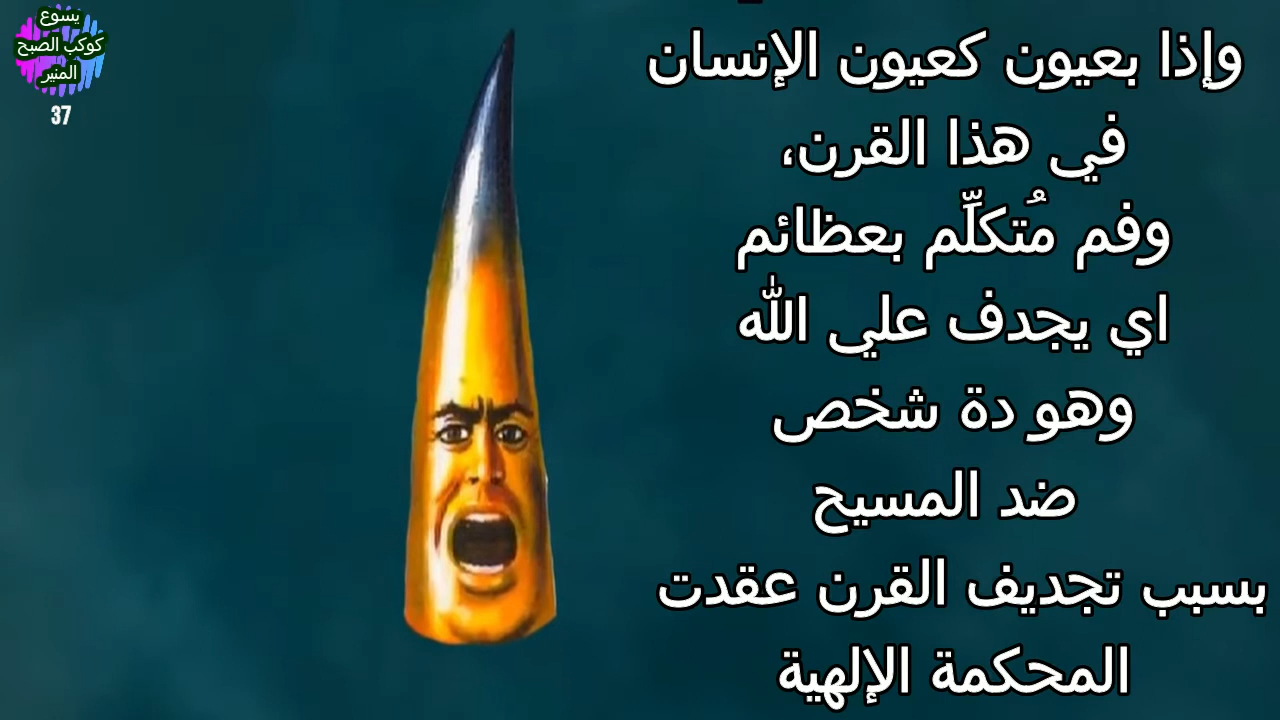 يسوع
كوكب الصبح
المنير
37
وإذا بعيون كعيون الإنسان
في هذا القرن،
وفم مُتكلّم بعظائم
اي يجدف علي الله
وهو دة شخص
ضد المسيح
بسبب تجديف القرن عقدت
المحكمة الإلهية